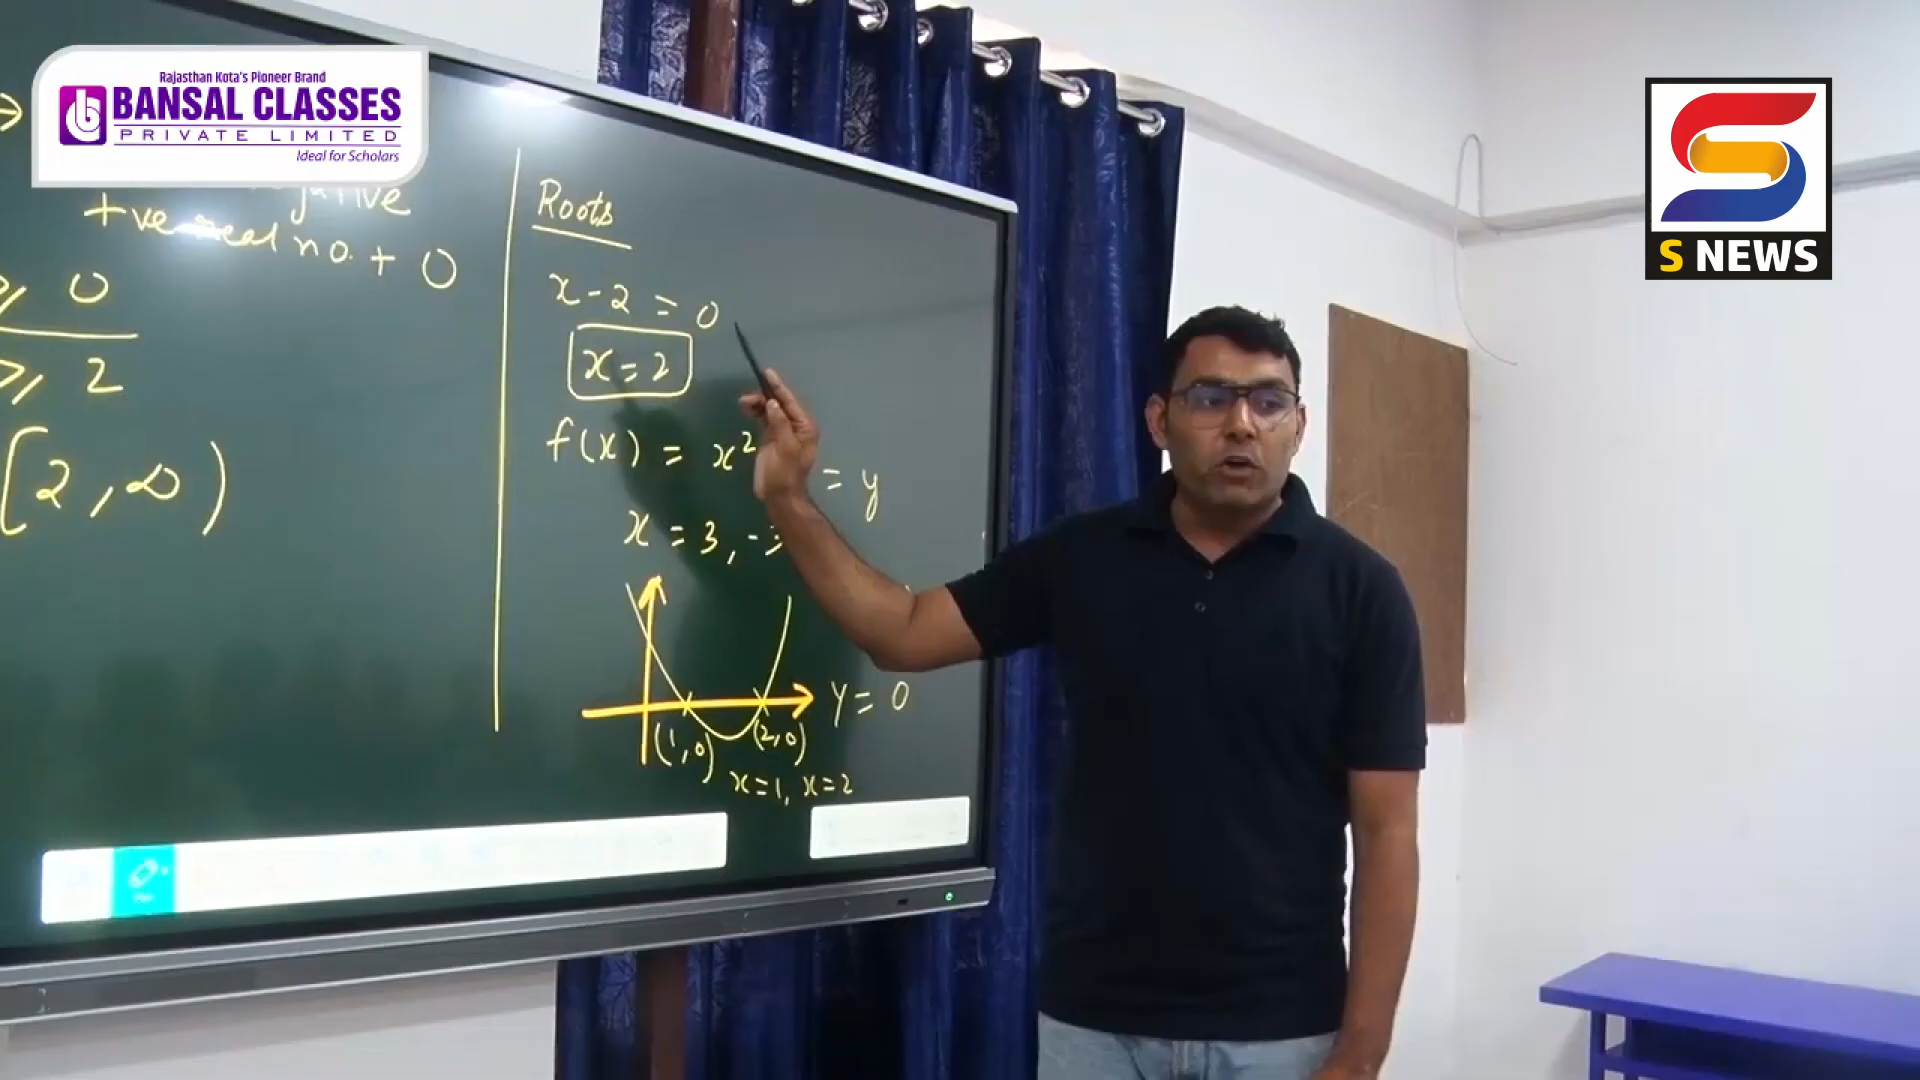 Rajasthan Kota's Pioneer Brand
BANSAL CLASSES
PRIVATE LIMITED
Ideal for Scholars
S NEWS
+ve real no. + 0
⩾ 0
⩾ 2
[2, ∞)
Roots
x - 2 = 0
x = 2
f(x) = x² = y
x = 3, -3
y = 0
(1, 0) (2, 0)
x = 1, x = 2